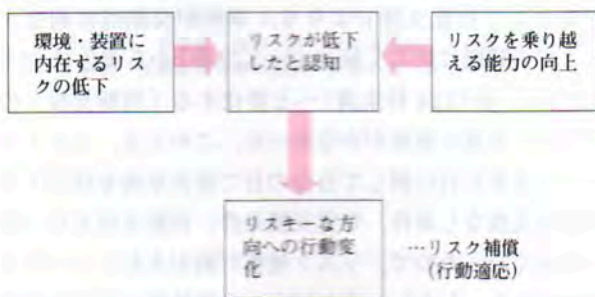 環境・装置に
内在するリス
クの低下
リスクが低下
したと認知
リスクを乗り越
える能力の向上
リスキーな方
向への行動変
化
…リスク補償
(行動適応)